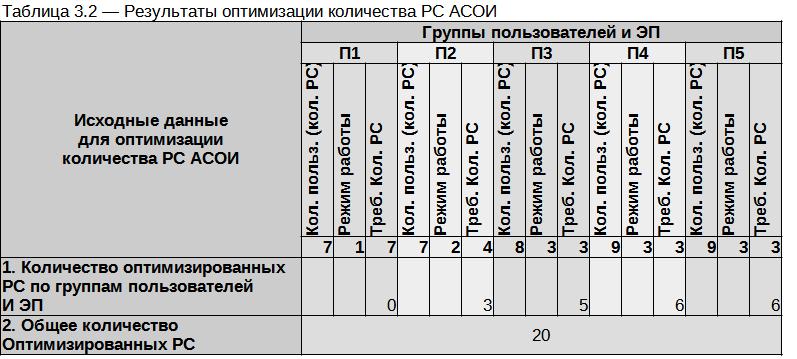 Таблица 3.2 — Результаты оптимизации количества РС АСОИ
Исходные данные
для оптимизации
количества РС АСОИ
Группы пользователей и ЭП
П1 П2 П3 П4 П5
Кол. польз. (кол. РС)
Режим работы
Треб. Кол. РС
Кол. польз. (кол. РС)
Режим работы
Треб. Кол. РС
Кол. польз. (кол. РС)
Режим работы
Треб. Кол. РС
Кол. польз. (кол. РС)
Режим работы
Треб. Кол. РС
Кол. польз. (кол. РС)
Режим работы
Треб. Кол. РС
7 1 7 7 2 4 8 3 3 9 3 3 9 3 3
1. Количество оптимизированных
РС по группам пользователей
И ЭП
0 3 5 6 6
2. Общее количество
Оптимизированных РС
20